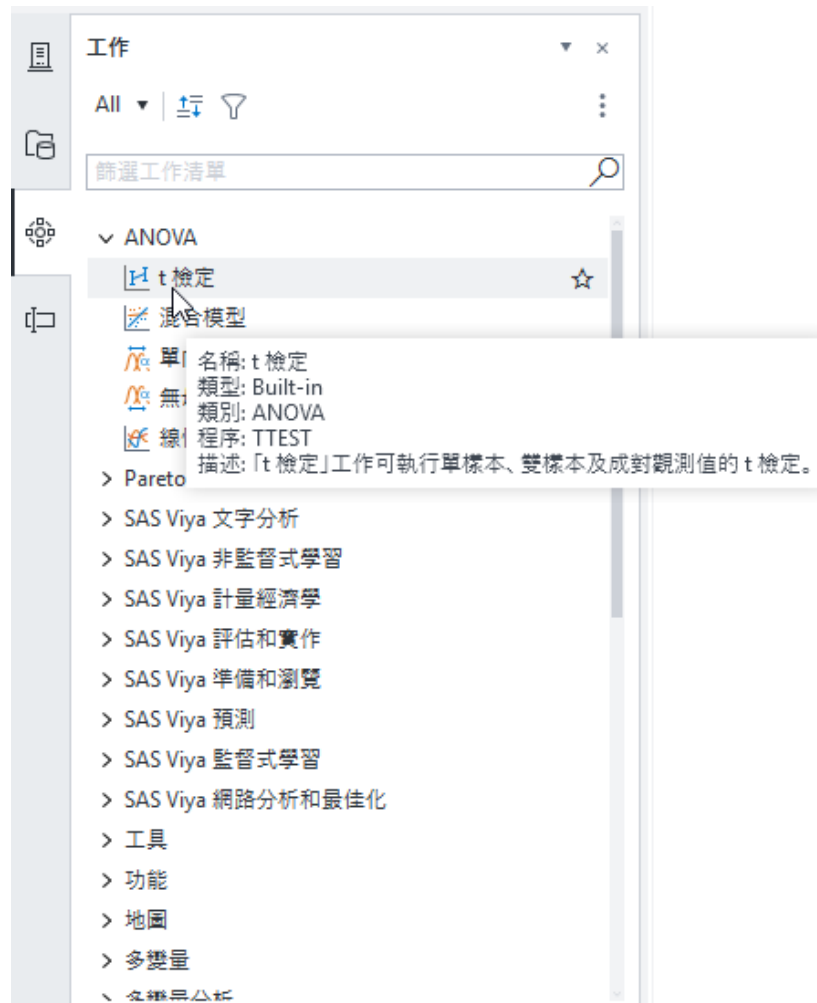 工作
All
篩選工作清單
ANOVA
t 檢定
混合模型
名稱: t 檢定
類型: Built-in
類別: ANOVA
程序: TTEST
描述:「t 檢定」工作可執行單樣本、雙樣本及成對觀測值的 t 檢定。
Pareto
SAS Viya 文字分析
SAS Viya 非監督式學習
SAS Viya 計量經濟學
SAS Viya 評估和實作
SAS Viya 準備和瀏覽
SAS Viya 預測
SAS Viya 監督式學習
SAS Viya 網路分析和最佳化
工具
功能
地圖
多變量
多變量分析